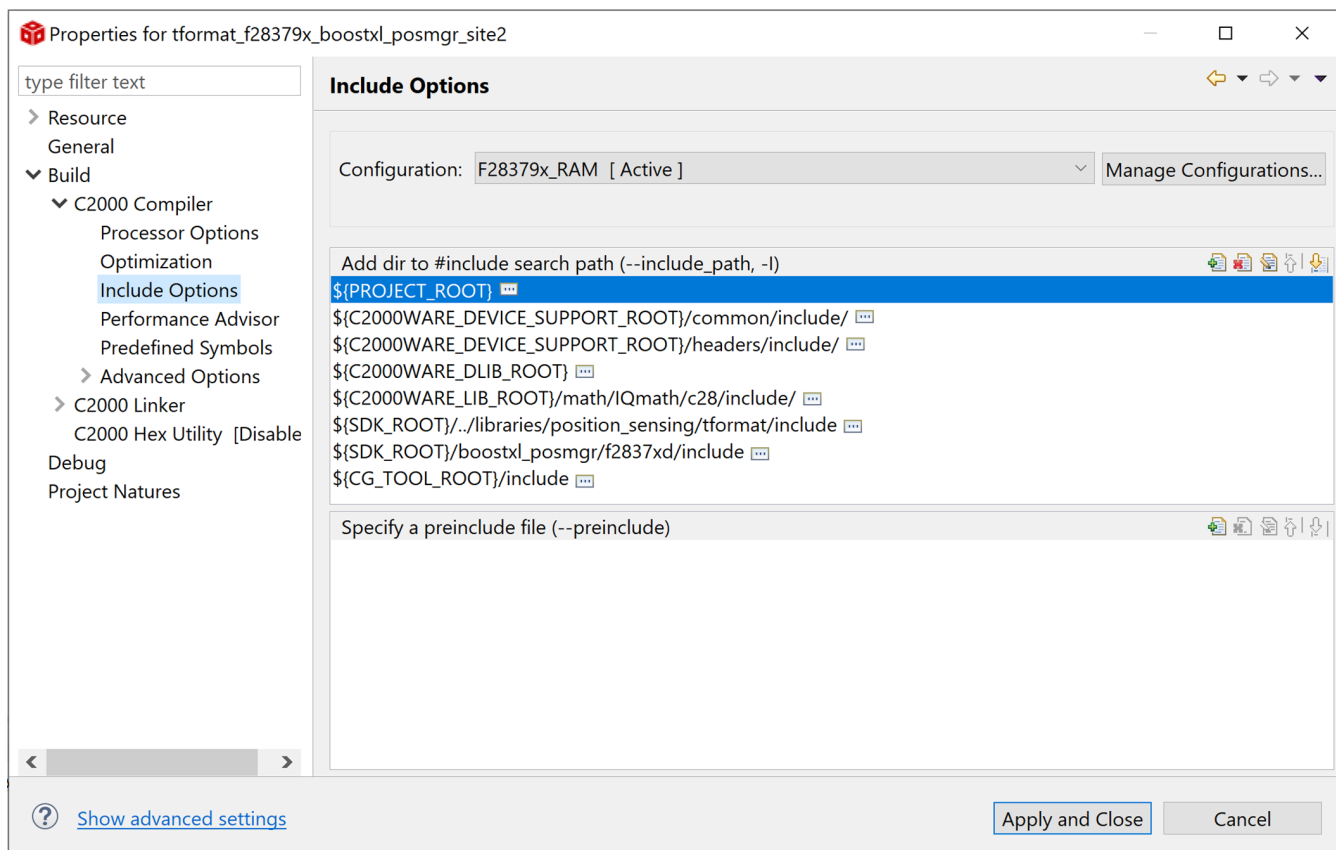 Properties for tformat_f28379x_boostxl_posmgr_site2
type filter text
Resource
General
Build
C2000 Compiler
Processor Options
Optimization
Include Options
Performance Advisor
Predefined Symbols
Advanced Options
C2000 Linker
C2000 Hex Utility [Disable
Debug
Project Natures
Include Options
Configuration: F28379x_RAM [ Active ] Manage Configurations...
Add dir to #include search path (--include_path, -I)
${PROJECT_ROOT}
${C2000WARE_DEVICE_SUPPORT_ROOT}/common/include/
${C2000WARE_DEVICE_SUPPORT_ROOT}/headers/include/
${C2000WARE_DLIB_ROOT}
${C2000WARE_LIB_ROOT}/math/IQmath/c28/include/
${SDK_ROOT}/../libraries/position_sensing/tformat/include
${SDK_ROOT}/boostxl_posmgr/f2837xd/include
${CG_TOOL_ROOT}/include
Specify a preinclude file (--preinclude)
Show advanced settings
Apply and Close
Cancel